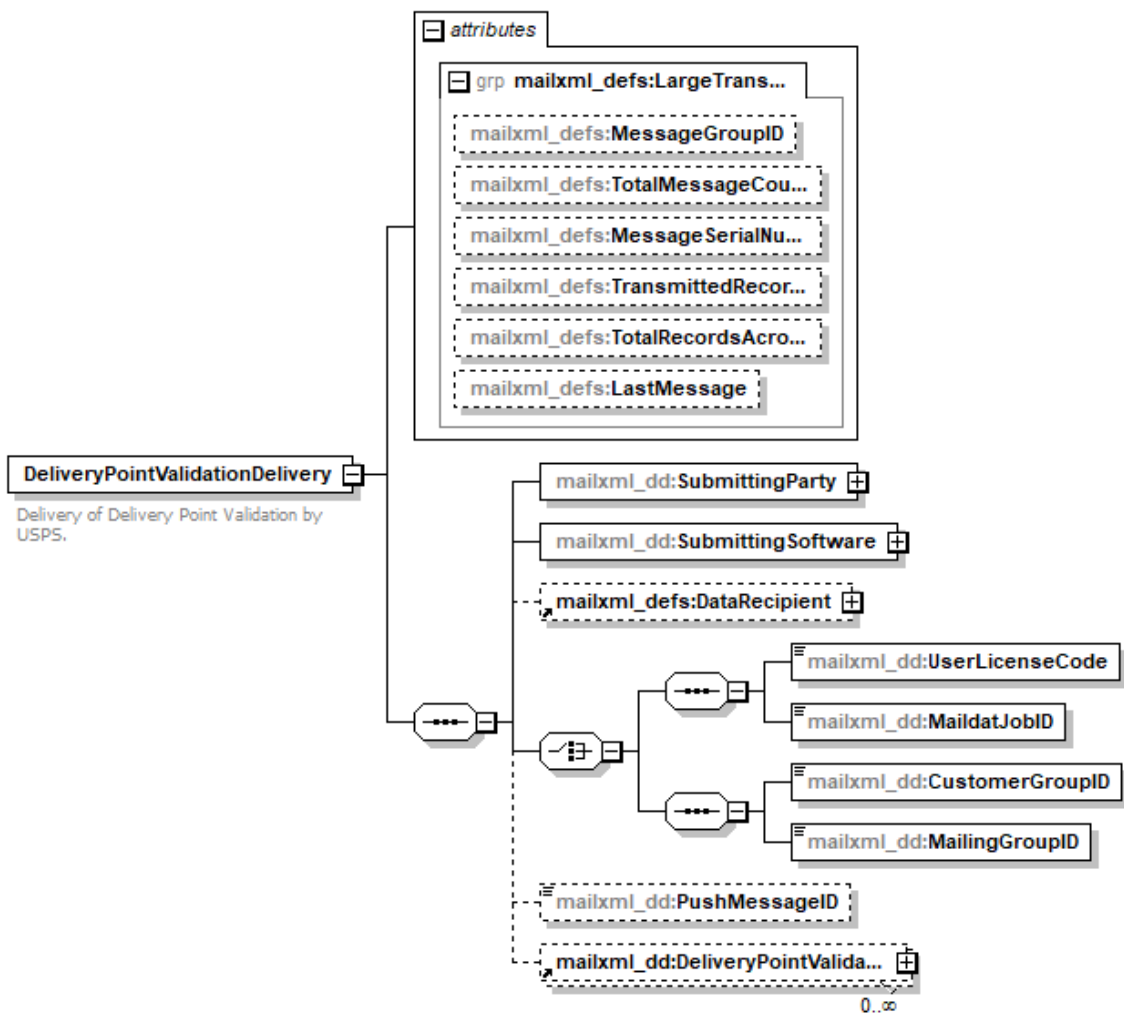 attributes
grp mailxml_defs:LargeTrans...
mailxml_defs:MessageGroupID
mailxml_defs:TotalMessageCou...
mailxml_defs:MessageSerialNu...
mailxml_defs:TransmittedRecor...
mailxml_defs:TotalRecordsAcro...
mailxml_defs:LastMessage
DeliveryPointValidationDelivery
Delivery of Delivery Point Validation by
USPS.
mailxml_dd:SubmittingParty
mailxml_dd:SubmittingSoftware
mailxml_defs:DataRecipient
mailxml_dd:UserLicenseCode
mailxml_dd:MaildatJobID
mailxml_dd:CustomerGroupID
mailxml_dd:MailingGroupID
mailxml_dd:PushMessageID
mailxml_dd:DeliveryPointValida...
0..∞